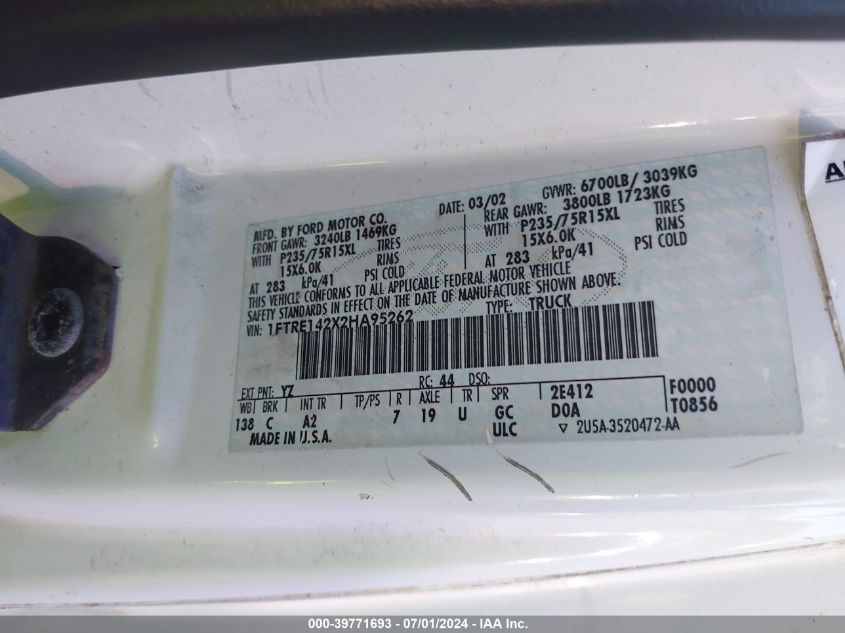 MFD. BY FORD MOTOR CO. DATE: 03/02 GVWR: 6700LB/ 3039KG
FRONT GAWR: 3240LB 1469KG REAR GAWR: 3800LB 1723KG
WITH P235/75R15XL TIRES WITH P235/75R15XL TIRES
15X6.0K RINS 15X6.0K RINS
AT 283 kPa/41 PSI COLD AT 283 kPa/41 PSI COLD
THIS VEHICLE CONFORMS TO ALL APPLICABLE FEDERAL MOTOR VEHICLE
SAFETY STANDARDS IN EFFECT ON THE DATE OF MANUFACTURE SHOWN ABOVE.
VIN: 1FTRE142X2HA95262 TYPE: TRUCK
EXT PNT: YZ RC: 44 DSO:
WB BRK INT TR TP/PS R AXLE TR SPR 2E412 F0000
138 C A2 7 19 U GC DOA T0856
MADE IN U.S.A. ULC ▽ 2U5A-3520472-AA
000-39771693 - 07/01/2024 - IAA Inc.